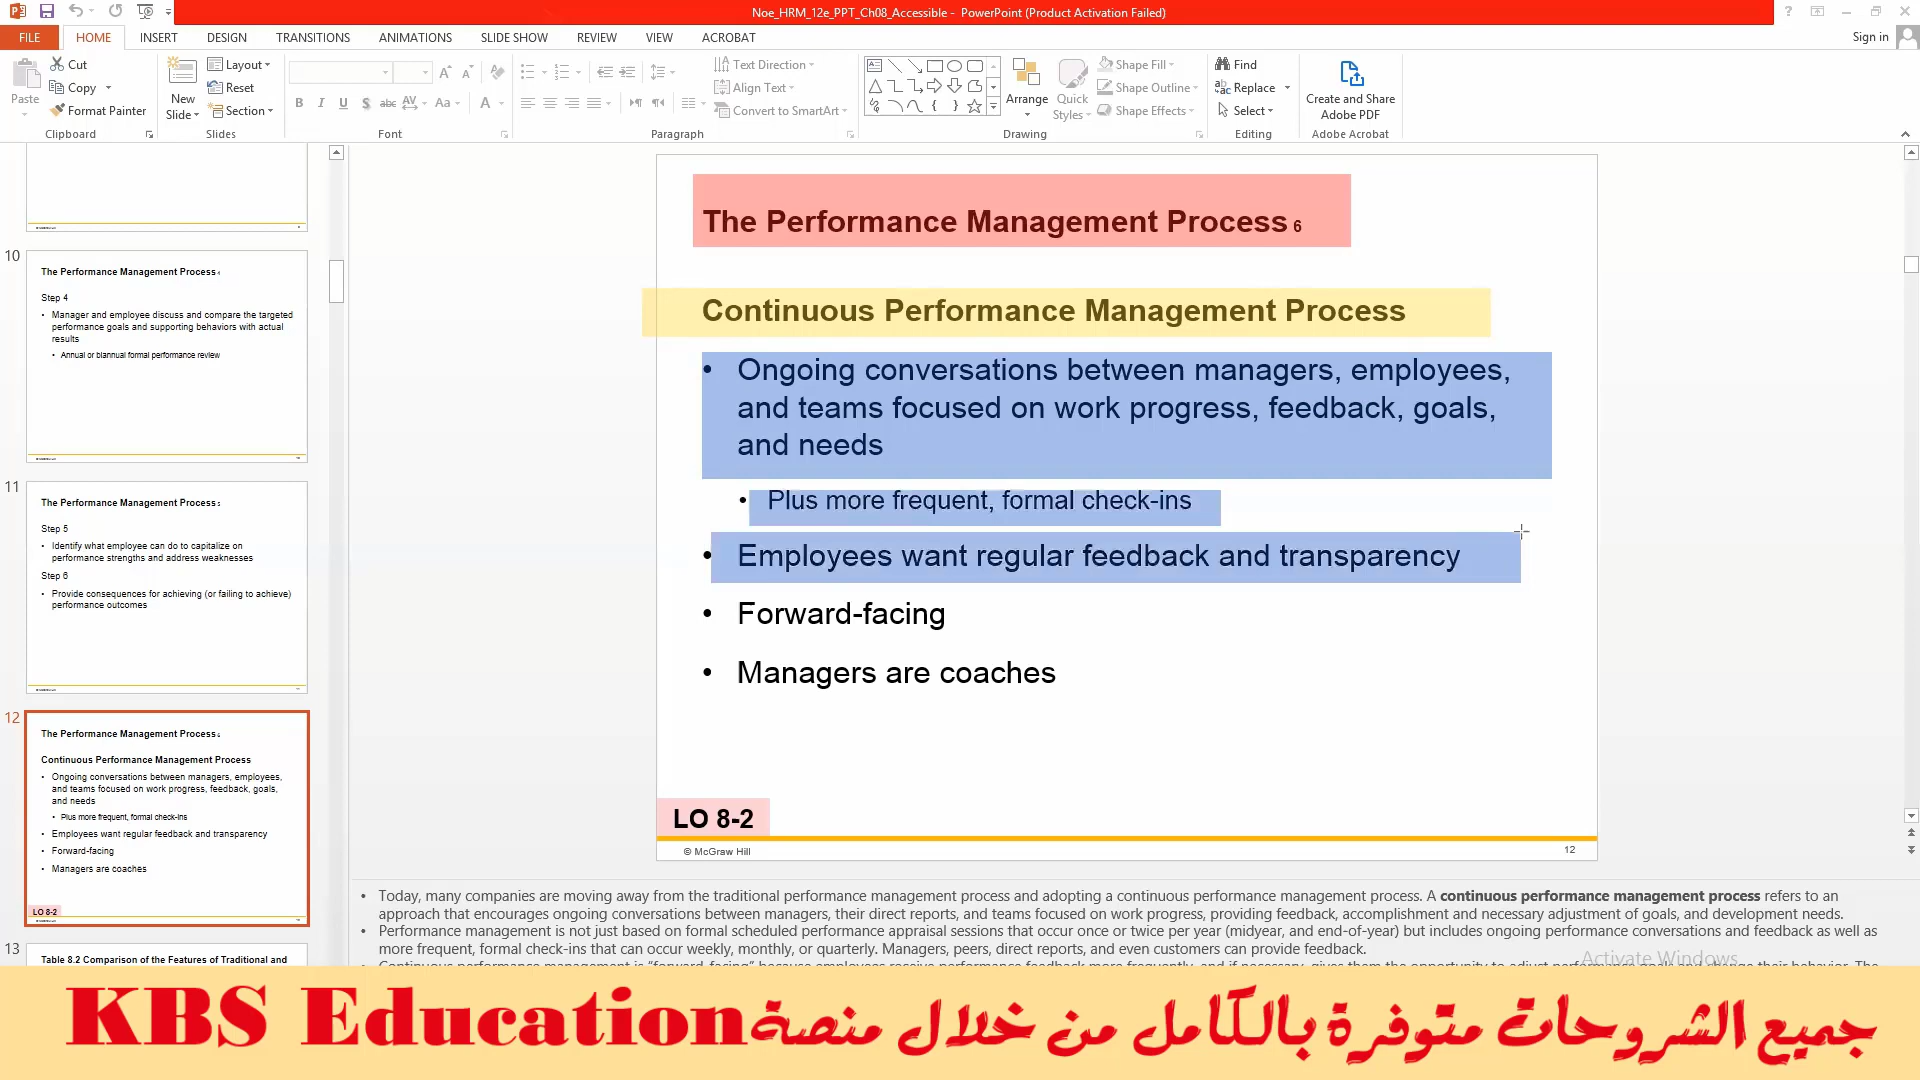 Noe_HRM_12e_PPT_Ch08_Accessible - PowerPoint (Product Activation Failed)
FILE HOME INSERT DESIGN TRANSITIONS ANIMATIONS SLIDE SHOW REVIEW VIEW ACROBAT
Sign in
Cut
Copy
Format Painter
Paste
Clipboard
New Slide
Layout
Reset
Section
Slides
Font
Text Direction
Align Text
Convert to SmartArt
Paragraph
Arrange
Quick Styles
Shape Fill
Shape Outline
Shape Effects
Drawing
Find
Replace
Select
Editing
Create and Share
Adobe PDF
Adobe Acrobat
10
The Performance Management Process 4
Step 4
• Manager and employee discuss and compare the targeted
performance goals and supporting behaviors with actual
results
• Annual or biannual formal performance review
11
The Performance Management Process 5
Step 5
• Identify what employee can do to capitalize on
performance strengths and address weaknesses
Step 6
• Provide consequences for achieving (or failing to achieve)
performance outcomes
12
The Performance Management Process 6
Continuous Performance Management Process
• Ongoing conversations between managers, employees,
and teams focused on work progress, feedback, goals,
and needs
• Plus more frequent, formal check-ins
• Employees want regular feedback and transparency
• Forward-facing
• Managers are coaches
LO 8-2
13
Table 8.2 Comparison of the Features of Traditional and
The Performance Management Process 6
Continuous Performance Management Process
• Ongoing conversations between managers, employees,
and teams focused on work progress, feedback, goals,
and needs
• Plus more frequent, formal check-ins
• Employees want regular feedback and transparency
• Forward-facing
• Managers are coaches
LO 8-2
© McGraw Hill
12
• Today, many companies are moving away from the traditional performance management process and adopting a continuous performance management process. A continuous performance management process refers to an
approach that encourages ongoing conversations between managers, their direct reports, and teams focused on work progress, providing feedback, accomplishment and necessary adjustment of goals, and development needs.
• Performance management is not just based on formal scheduled performance appraisal sessions that occur once or twice per year (midyear, and end-of-year) but includes ongoing performance conversations and feedback as well as
more frequent, formal check-ins that can occur weekly, monthly, or quarterly. Managers, peers, direct reports, and even customers can provide feedback.
Activate Windows
جميع الشروحات متوفرة بالكامل من خلال منصة KBS Education